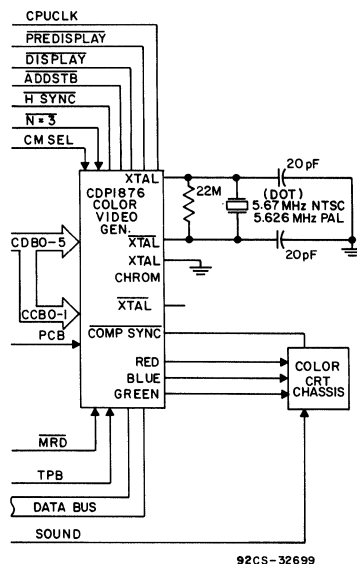 CPUCLK
PREDISPLAY
DISPLAY
ADDSTB
H SYNC
N = 3
CM SEL
XTAL
CDP1876
COLOR
VIDEO
GEN.
XTAL
XTAL
CHROM
XTAL
COMP SYNC
RED
BLUE
GREEN
22M
20pF
(DOT)
5.67 MHz NTSC
5.626 MHz PAL
20pF
CDB0-5
CCB0-1
PCB
COLOR
CRT
CHASSIS
MRD
TPB
DATA BUS
SOUND
92CS-32699